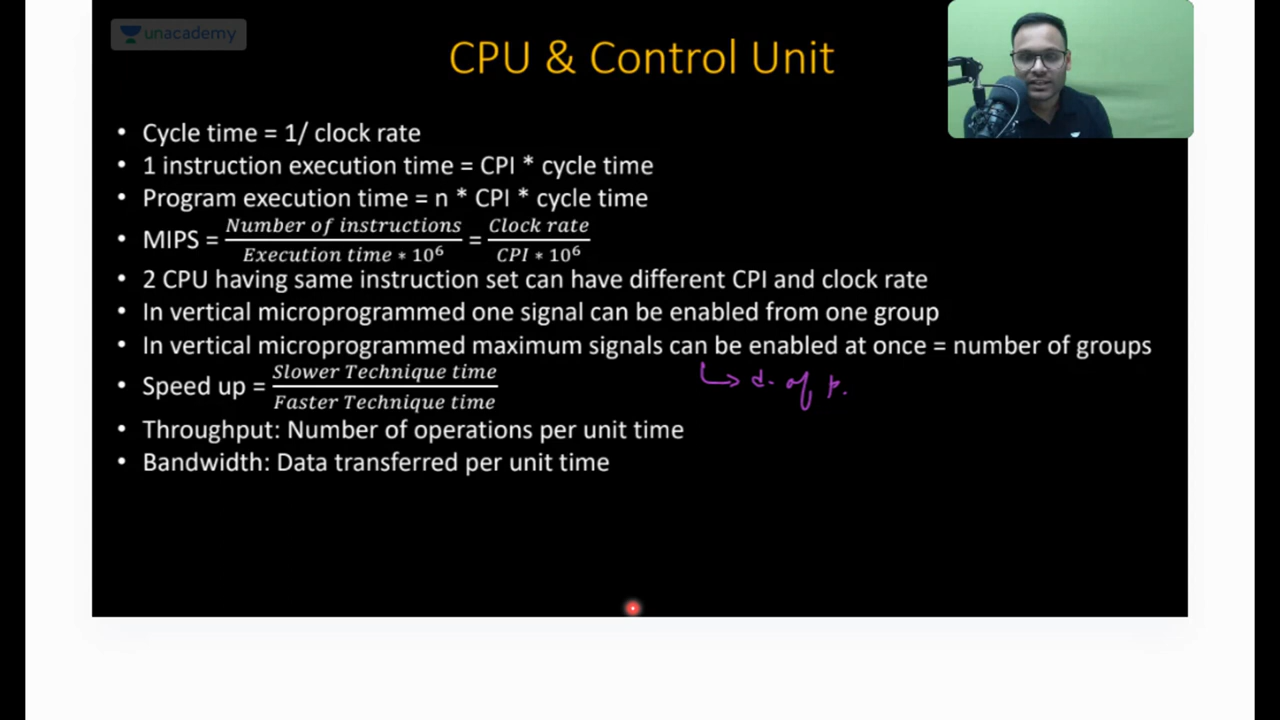 unacademy
CPU & Control Unit
• Cycle time = 1/ clock rate
• 1 instruction execution time = CPI * cycle time
• Program execution time = n * CPI * cycle time
• MIPS = Number of instructions / Execution time * 10⁶ = Clock rate / CPI * 10⁶
• 2 CPU having same instruction set can have different CPI and clock rate
• In vertical microprogrammed one signal can be enabled from one group
• In vertical microprogrammed maximum signals can be enabled at once = number of groups
↳ d. of p.
• Speed up = Slower Technique time / Faster Technique time
• Throughput: Number of operations per unit time
• Bandwidth: Data transferred per unit time